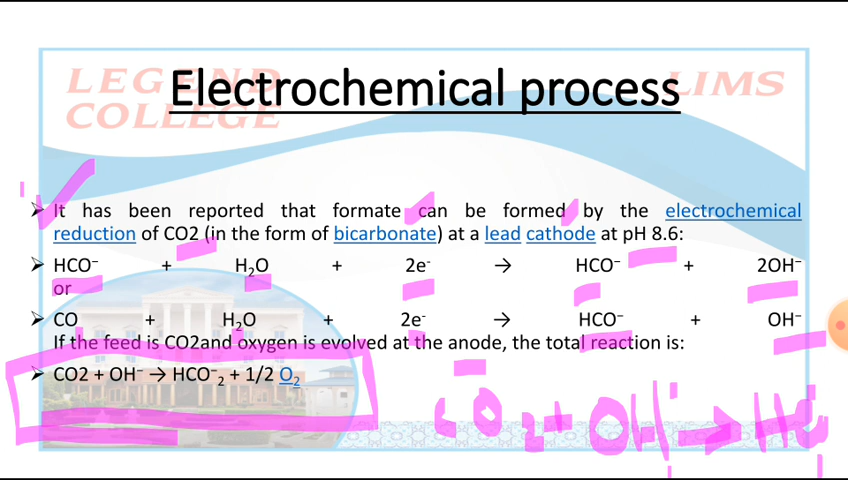 LEGEND
COLLEGE
LIMS
Electrochemical process
➤ It has been reported that formate can be formed by the electrochemical
reduction of CO2 (in the form of bicarbonate) at a lead cathode at pH 8.6:
➤ HCO⁻ + H₂O + 2e⁻ → HCO⁻ + 2OH⁻
or
➤ CO + H₂O + 2e⁻ → HCO⁻ + OH⁻
If the feed is CO2and oxygen is evolved at the anode, the total reaction is:
➤ CO2 + OH⁻ → HCO⁻₂ + 1/2 O₂
CO₂ + OH⁻ → H